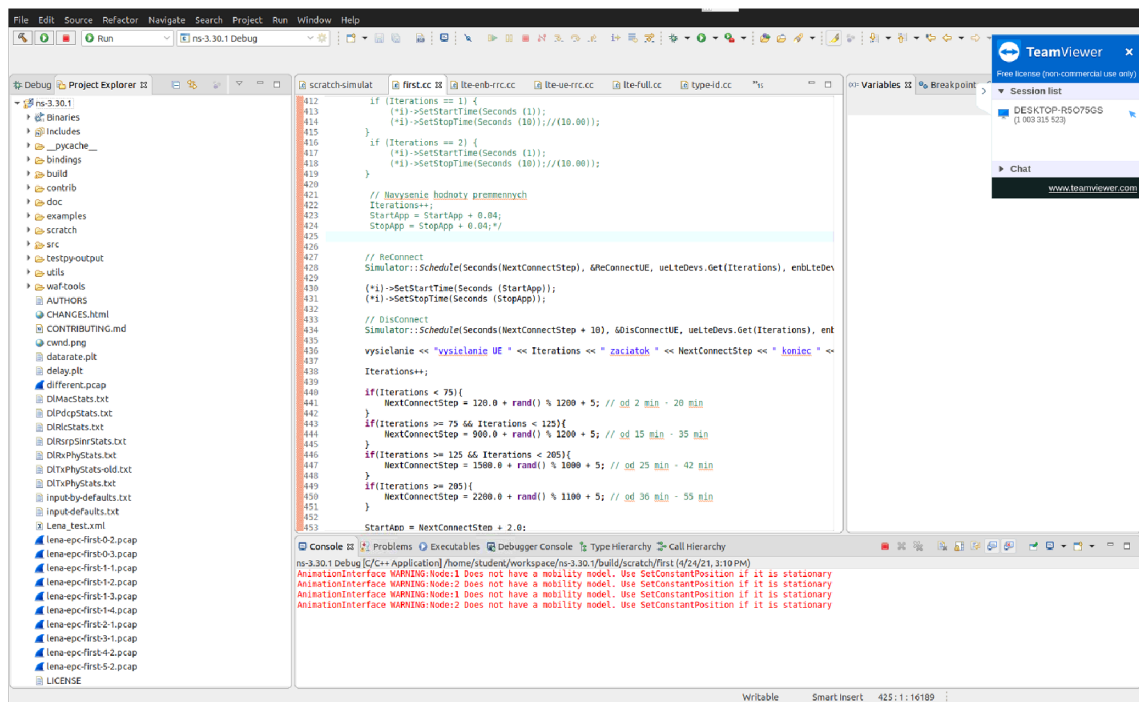 File Edit Source Refactor Navigate Search Project Run Window Help
Run
ns-3.30.1 Debug
TeamViewer
Free license (non-commercial use only)
Session list
DESKTOP-R5O75GS
(1 003 315 523)
Chat
www.teamviewer.com
Debug Project Explorer
ns-3.30.1
Binaries
Includes
__pycache__
bindings
build
contrib
doc
examples
scratch
src
testpy-output
utils
waf-tools
AUTHORS
CHANGES.html
CONTRIBUTING.md
cwnd.png
datarate.plt
delay.plt
different.pcap
DlMacStats.txt
DlPdcpStats.txt
DlRlcStats.txt
DlRsrpSinrStats.txt
DlRxPhyStats.txt
DlTxPhyStats-old.txt
DlTxPhyStats.txt
input-by-defaults.txt
input-defaults.txt
Lena_test.xml
lena-epc-first-0-2.pcap
lena-epc-first-0-3.pcap
lena-epc-first-1-1.pcap
lena-epc-first-1-2.pcap
lena-epc-first-1-3.pcap
lena-epc-first-1-4.pcap
lena-epc-first-2-1.pcap
lena-epc-first-3-1.pcap
lena-epc-first-4-2.pcap
lena-epc-first-5-2.pcap
LICENSE
scratch-simulat first.cc lte-enb-rrc.cc lte-ue-rrc.cc lte-full.cc type-id.cc
412 if (Iterations == 1) {
413 (*i)->SetStartTime(Seconds (1));
414 (*i)->SetStopTime(Seconds (10));//(10.00));
415 }
416 if (Iterations == 2) {
417 (*i)->SetStartTime(Seconds (1));
418 (*i)->SetStopTime(Seconds (10));//(10.00));
419 }
420
421 // Navysenie hodnoty premmennych
422 Iterations++;
423 StartApp = StartApp + 0.04;
424 StopApp = StopApp + 0.04;*/
425
426
427 // ReConnect
428 Simulator::Schedule(Seconds(NextConnectStep), &ReConnectUE, ueLteDevs.Get(Iterations), enbLteDev
429
430 (*i)->SetStartTime(Seconds (StartApp));
431 (*i)->SetStopTime(Seconds (StopApp));
432
433 // DisConnect
434 Simulator::Schedule(Seconds(NextConnectStep + 10), &DisConnectUE, ueLteDevs.Get(Iterations), enb
435
436 vysielanie << "vysielanie UE " << Iterations << " zaciatok " << NextConnectStep << " koniec " <<
437
438 Iterations++;
439
440 if(Iterations < 75){
441 NextConnectStep = 120.0 + rand() % 1200 + 5; // od 2 min - 20 min
442 }
443 if(Iterations >= 75 && Iterations < 125){
444 NextConnectStep = 900.0 + rand() % 1200 + 5; // od 15 min - 35 min
445 }
446 if(Iterations >= 125 && Iterations < 205){
447 NextConnectStep = 1500.0 + rand() % 1000 + 5; // od 25 min - 42 min
448 }
449 if(Iterations >= 205){
450 NextConnectStep = 2200.0 + rand() % 1100 + 5; // od 36 min - 55 min
451 }
452
453 StartApp = NextConnectStep + 2.0;
Variables Breakpoint
Console Problems Executables Debugger Console Type Hierarchy Call Hierarchy
ns-3.30.1 Debug [C/C++ Application] /home/student/workspace/ns-3.30.1/build/scratch/first (4/24/21, 3:10 PM)
AnimationInterface WARNING:Node:1 Does not have a mobility model. Use SetConstantPosition if it is stationary
AnimationInterface WARNING:Node:2 Does not have a mobility model. Use SetConstantPosition if it is stationary
AnimationInterface WARNING:Node:1 Does not have a mobility model. Use SetConstantPosition if it is stationary
AnimationInterface WARNING:Node:2 Does not have a mobility model. Use SetConstantPosition if it is stationary
Writable Smart Insert 425:1:16189